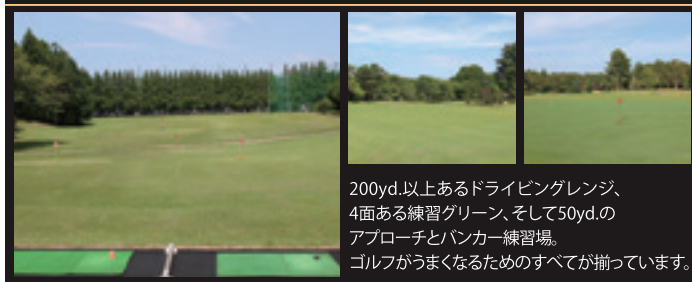 200yd.以上あるドライビングレンジ、
4面ある練習グリーン、そして50yd.の
アプローチとバンカー練習場。
ゴルフがうまくなるためのすべてが揃っています。